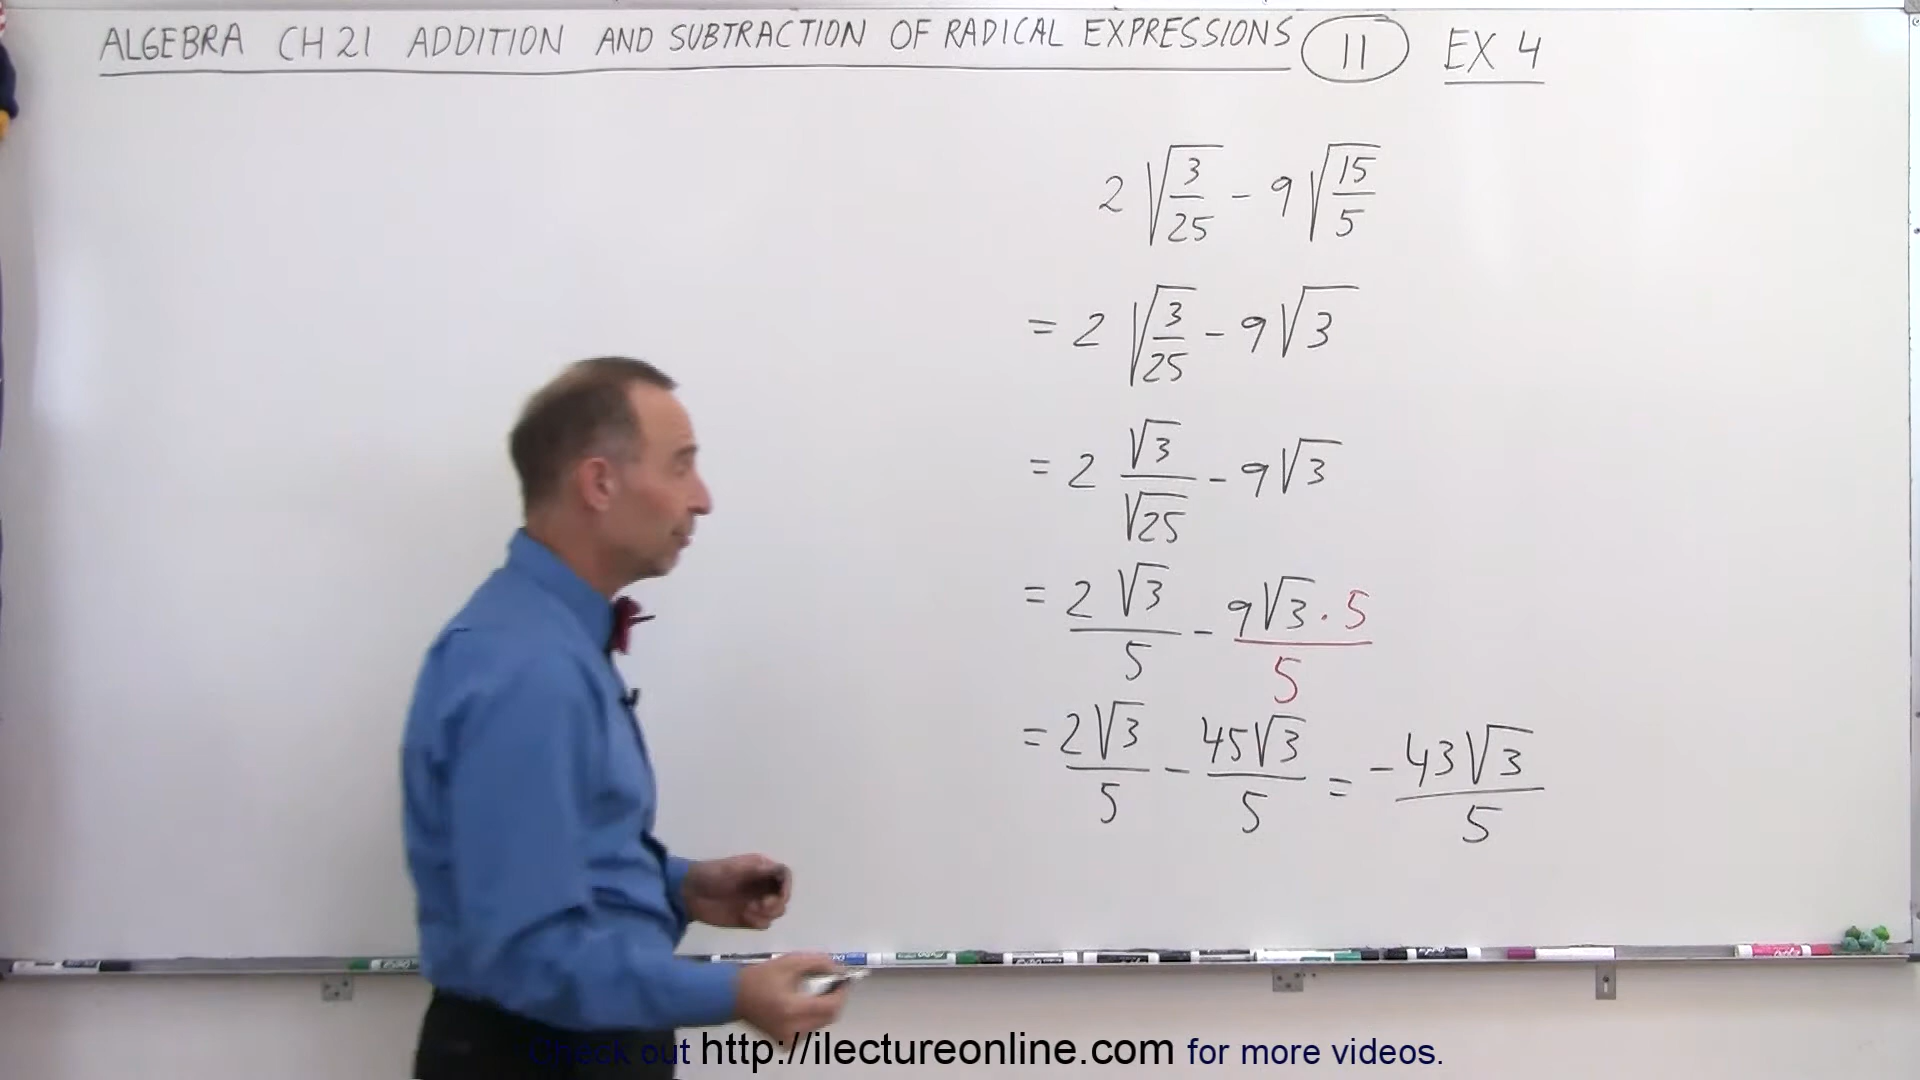 ALGEBRA CH 21 ADDITION AND SUBTRACTION OF RADICAL EXPRESSIONS 11 EX 4
2 √(3/25) - 9 √(15/5)
= 2 √(3/25) - 9√3
= 2 √3/√25 - 9√3
= 2√3/5 - 9√3 · 5/5
= 2√3/5 - 45√3/5 = -43√3/5
Check out http://ilectureonline.com for more videos.